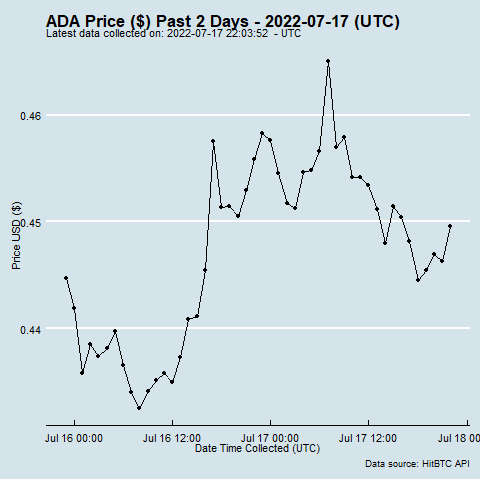 ADA Price ($) Past 2 Days - 2022-07-17 (UTC)
Latest data collected on: 2022-07-17 22:03:52  - UTC
0.46
0.45
0.44
Price USD ($)
Jul 16 00:00 Jul 16 12:00 Jul 17 00:00 Jul 17 12:00 Jul 18 00
Date Time Collected (UTC)
Data source: HitBTC API